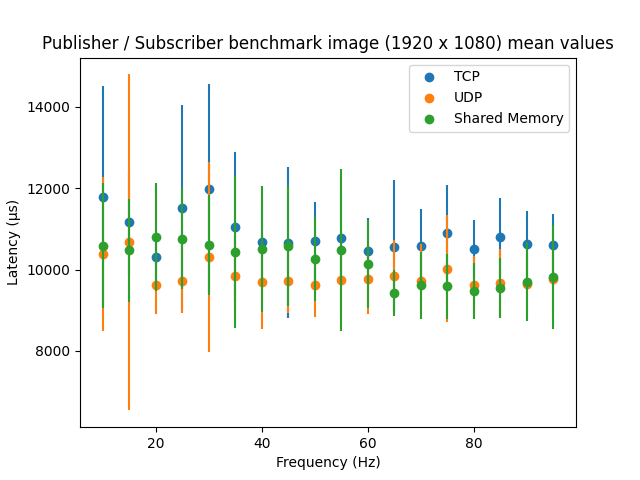 Publisher / Subscriber benchmark image (1920 x 1080) mean values
TCP
UDP
Shared Memory
14000
12000
10000
8000
Latency (µs)
20
40
60
80
Frequency (Hz)